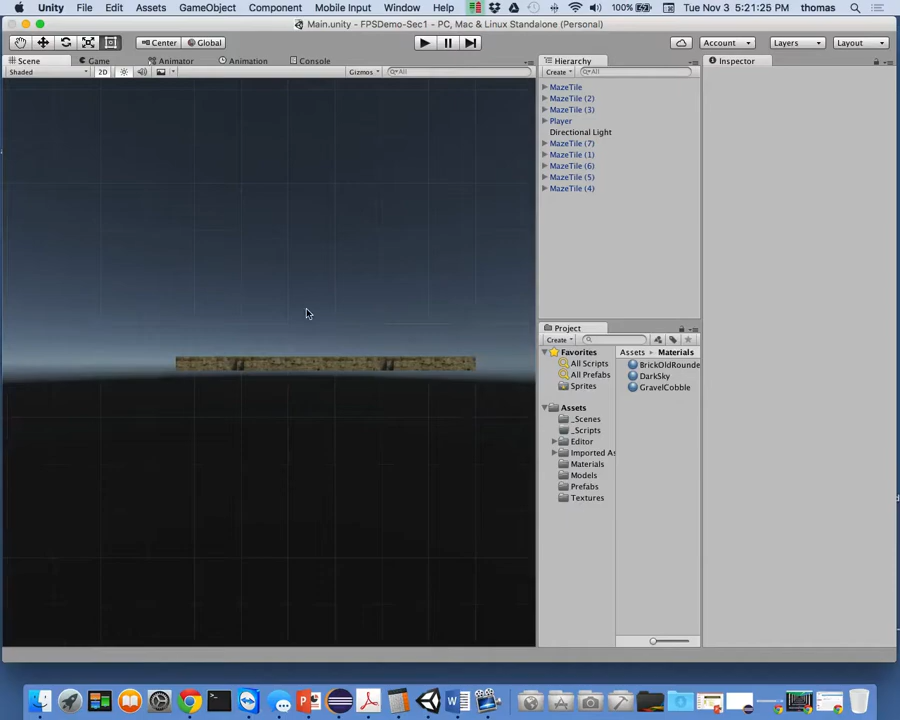 Unity File Edit Assets GameObject Component Mobile Input Window Help 100% Tue Nov 3 5:21:25 PM thomas
Main.unity - FPSDemo-Sec1 - PC, Mac & Linux Standalone (Personal)
Center Global Account Layers Layout
Scene Game Animator Animation Console Hierarchy Inspector
Shaded 2D Gizmos All Create All
MazeTile
MazeTile (2)
MazeTile (3)
Player
Directional Light
MazeTile (7)
MazeTile (1)
MazeTile (6)
MazeTile (5)
MazeTile (4)
Project
Create
Favorites
All Scripts
All Prefabs
Sprites
Assets
_Scenes
_Scripts
Editor
Imported As
Materials
Models
Prefabs
Textures
Assets Materials
BrickOldRounde
DarkSky
GravelCobble